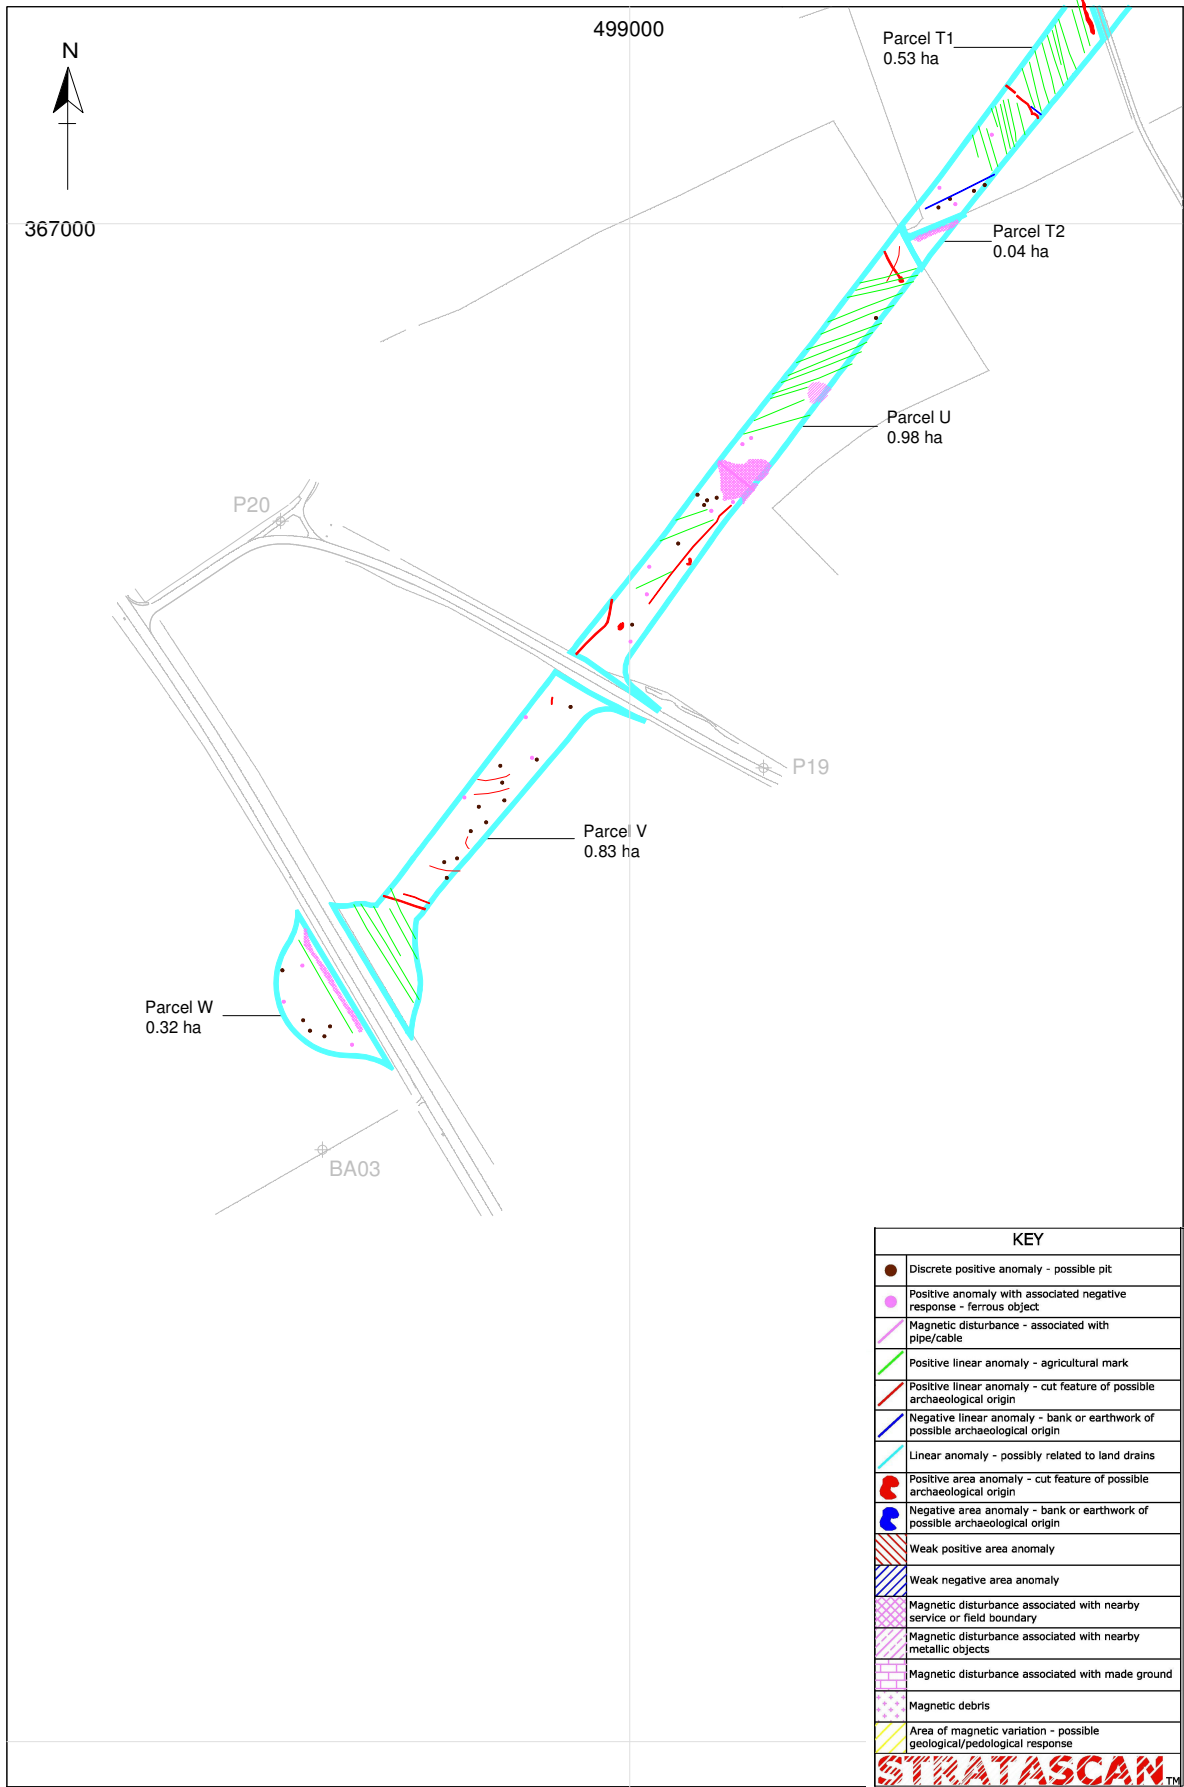 499000
N
Parcel T1
0.53 ha
367000
Parcel T2
0.04 ha
Parcel U
0.98 ha
P20
P19
Parcel V
0.83 ha
Parcel W
0.32 ha
BA03
KEY
Discrete positive anomaly - possible pit
Positive anomaly with associated negative
response - ferrous object
Magnetic disturbance - associated with
pipe/cable
Positive linear anomaly - agricultural mark
Positive linear anomaly - cut feature of possible
archaeological origin
Negative linear anomaly - bank or earthwork of
possible archaeological origin
Linear anomaly - possibly related to land drains
Positive area anomaly - cut feature of possible
archaeological origin
Negative area anomaly - bank or earthwork of
possible archaeological origin
Weak positive area anomaly
Weak negative area anomaly
Magnetic disturbance associated with nearby
service or field boundary
Magnetic disturbance associated with nearby
metallic objects
Magnetic disturbance associated with made ground
Magnetic debris
Area of magnetic variation - possible
geological/pedological response
STRATASCAN TM